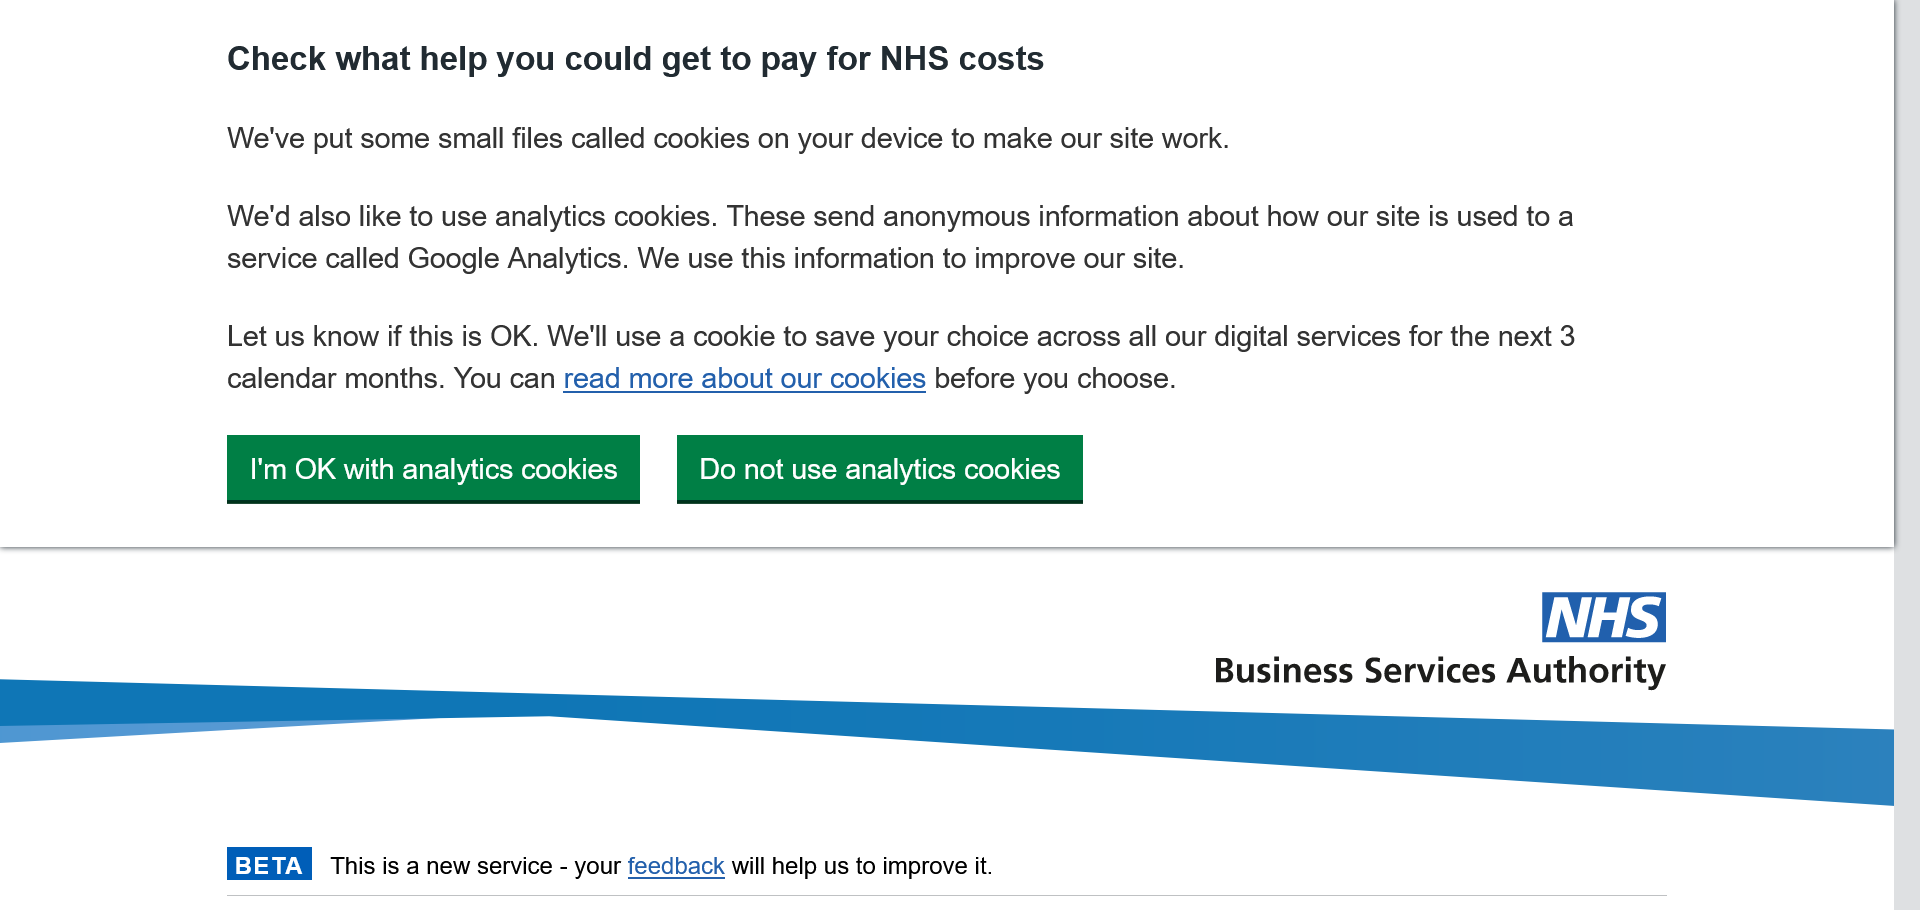 Check what help you could get to pay for NHS costs
We've put some small files called cookies on your device to make our site work.
We'd also like to use analytics cookies. These send anonymous information about how our site is used to a
service called Google Analytics. We use this information to improve our site.
Let us know if this is OK. We'll use a cookie to save your choice across all our digital services for the next 3
calendar months. You can read more about our cookies before you choose.
I'm OK with analytics cookies
Do not use analytics cookies
NHS
Business Services Authority
BETA This is a new service - your feedback will help us to improve it.